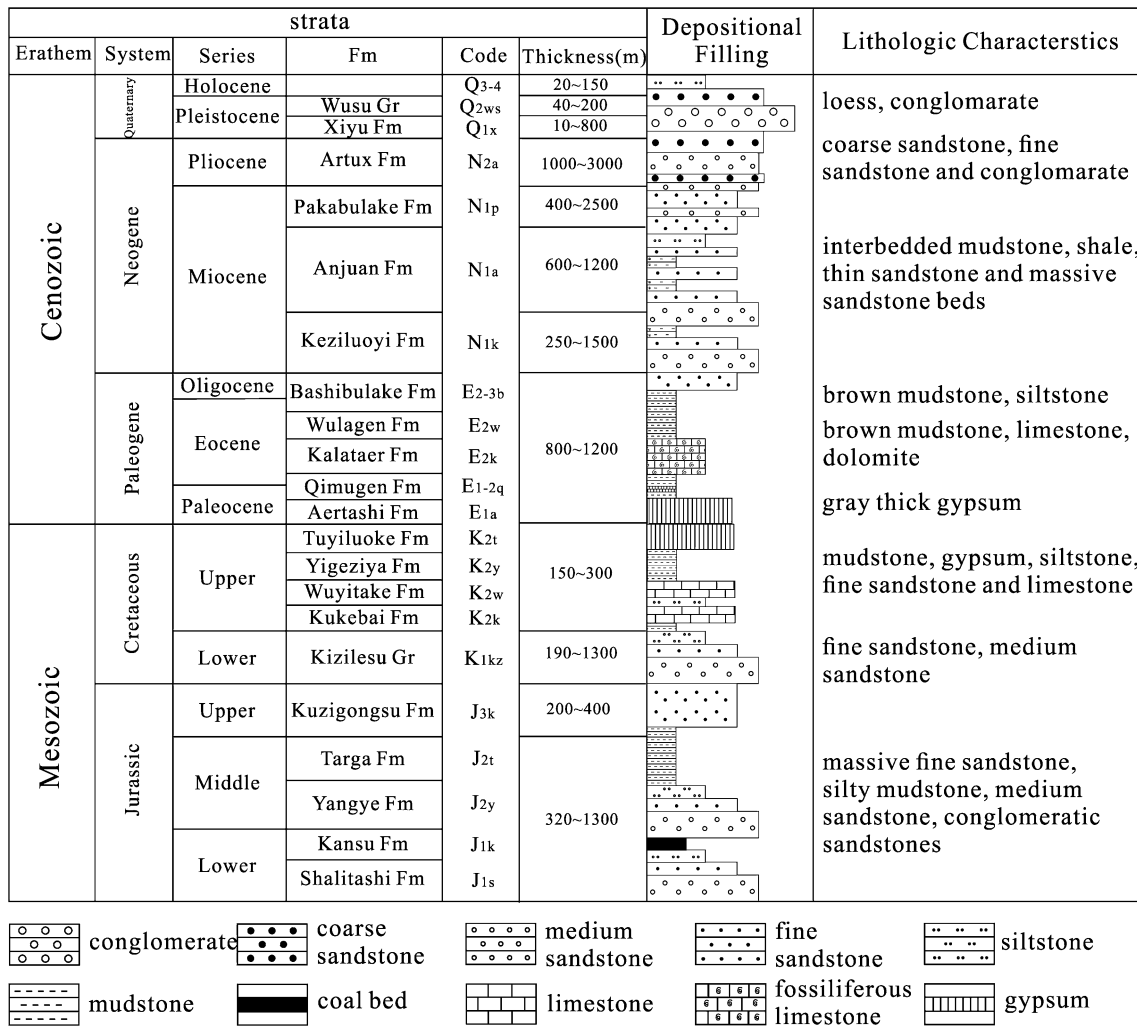 strata
Depositional
Filling
Lithologic Characterstics
Erathem System Series Fm Code Thickness(m)
Cenozoic
Quaternary
Holocene Q3-4 20~150
Pleistocene
Wusu Gr Q2ws 40~200
Xiyu Fm Q1x 10~800
loess, conglomarate
Neogene
Pliocene Artux Fm N2a 1000~3000
coarse sandstone, fine
sandstone and conglomarate
Miocene
Pakabulake Fm N1p 400~2500
Anjuan Fm N1a 600~1200
Keziluoyi Fm N1k 250~1500
interbedded mudstone, shale,
thin sandstone and massive
sandstone beds
Paleogene
Oligocene
Bashibulake Fm E2-3b
Eocene
Wulagen Fm E2w
Kalataer Fm E2k
800~1200
Qimugen Fm E1-2q
Paleocene
Aertashi Fm E1a
brown mudstone, siltstone
brown mudstone, limestone,
dolomite
gray thick gypsum
Mesozoic
Cretaceous
Upper
Tuyiluoke Fm K2t
Yigeziya Fm K2y
150~300
Wuyitake Fm K2w
Kukebai Fm K2k
mudstone, gypsum, siltstone,
fine sandstone and limestone
Lower Kizilesu Gr K1kz 190~1300
fine sandstone, medium
sandstone
Jurassic
Upper Kuzigongsu Fm J3k 200~400
Middle
Targa Fm J2t
Yangye Fm J2y
320~1300
Lower
Kansu Fm J1k
Shalitashi Fm J1s
massive fine sandstone,
silty mudstone, medium
sandstone, conglomeratic
sandstones
conglomerate
coarse
sandstone
medium
sandstone
fine
sandstone
siltstone
mudstone
coal bed
limestone
fossiliferous
limestone
gypsum